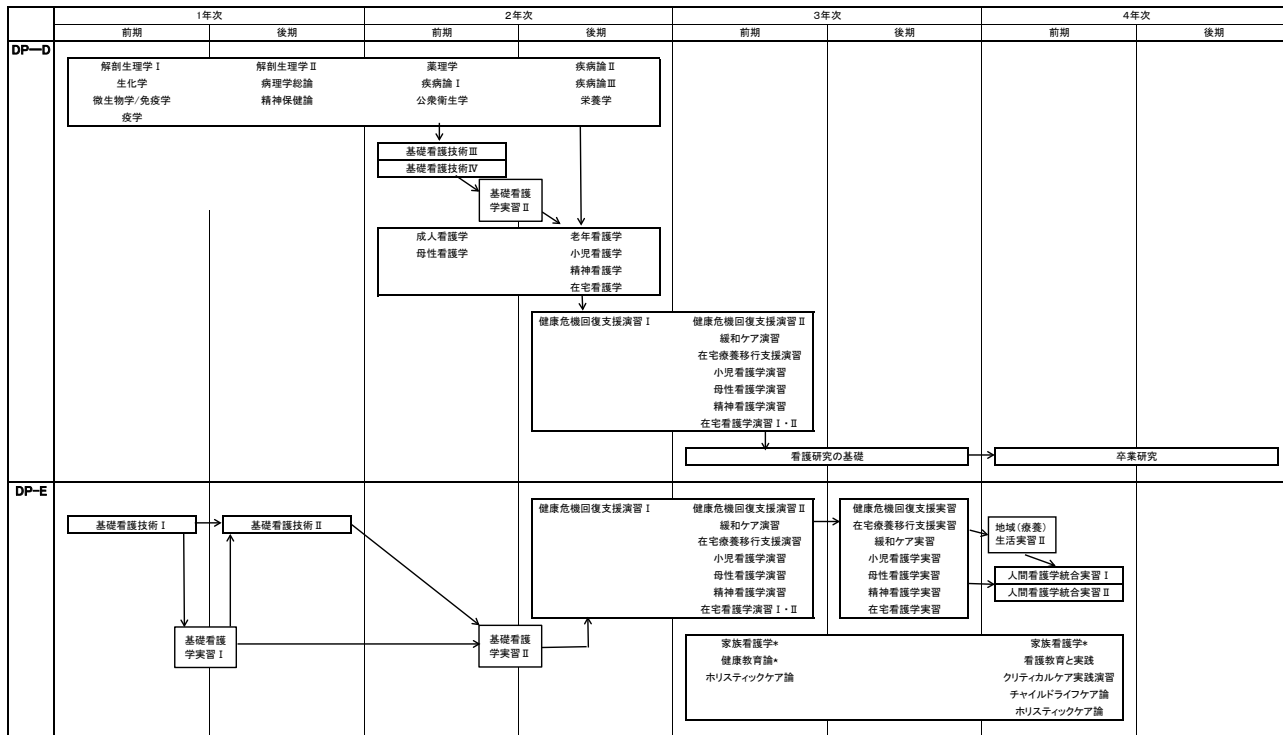 1年次 2年次 3年次 4年次
前期 後期 前期 後期 前期 後期 前期 後期
DP―D
解剖生理学Ⅰ 解剖生理学Ⅱ 薬理学 疾病論Ⅱ
生化学 病理学総論 疾病論Ⅰ 疾病論Ⅲ
微生物学/免疫学 精神保健論 公衆衛生学 栄養学
疫学
基礎看護技術Ⅲ
基礎看護技術Ⅳ
基礎看護
学実習Ⅱ
成人看護学 老年看護学
母性看護学 小児看護学
精神看護学
在宅看護学
健康危機回復支援演習Ⅰ 健康危機回復支援演習Ⅱ
緩和ケア演習
在宅療養移行支援演習
小児看護学演習
母性看護学演習
精神看護学演習
在宅看護学演習Ⅰ・Ⅱ
看護研究の基礎 卒業研究
DP-E
基礎看護技術Ⅰ 基礎看護技術Ⅱ
基礎看護
学実習Ⅰ
基礎看護
学実習Ⅱ
健康危機回復支援演習Ⅰ 健康危機回復支援演習Ⅱ
緩和ケア演習
在宅療養移行支援演習
小児看護学演習
母性看護学演習
精神看護学演習
在宅看護学演習Ⅰ・Ⅱ
健康危機回復支援実習
在宅療養移行支援実習
緩和ケア実習
小児看護学実習
母性看護学実習
精神看護学実習
在宅看護学実習
地域(療養)
生活実習Ⅱ
人間看護学統合実習Ⅰ
人間看護学統合実習Ⅱ
家族看護学* 家族看護学*
健康教育論* 看護教育と実践
ホリスティックケア論 クリティカルケア実践演習
チャイルドライフケア論
ホリスティックケア論